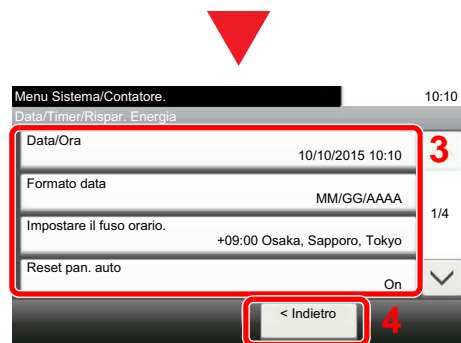 Menu Sistema/Contatore.
10:10
Data/Timer/Rispar. Energia
Data/Ora
10/10/2015 10:10
3
Formato data
MM/GG/AAAA
1/4
Impostare il fuso orario.
+09:00 Osaka, Sapporo, Tokyo
Reset pan. auto
On
< Indietro
4